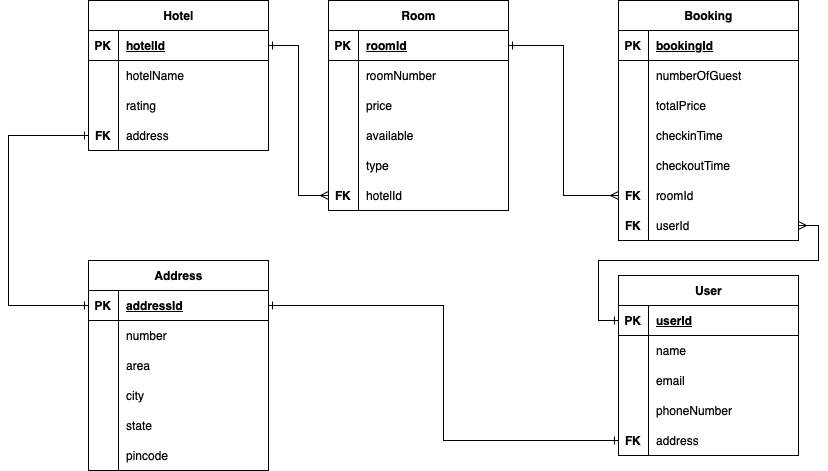 Hotel
PK hotelId
hotelName
rating
FK address
Room
PK roomId
roomNumber
price
available
type
FK hotelId
Booking
PK bookingId
numberOfGuest
totalPrice
checkinTime
checkoutTime
FK roomId
FK userId
Address
PK addressId
number
area
city
state
pincode
User
PK userId
name
email
phoneNumber
FK address